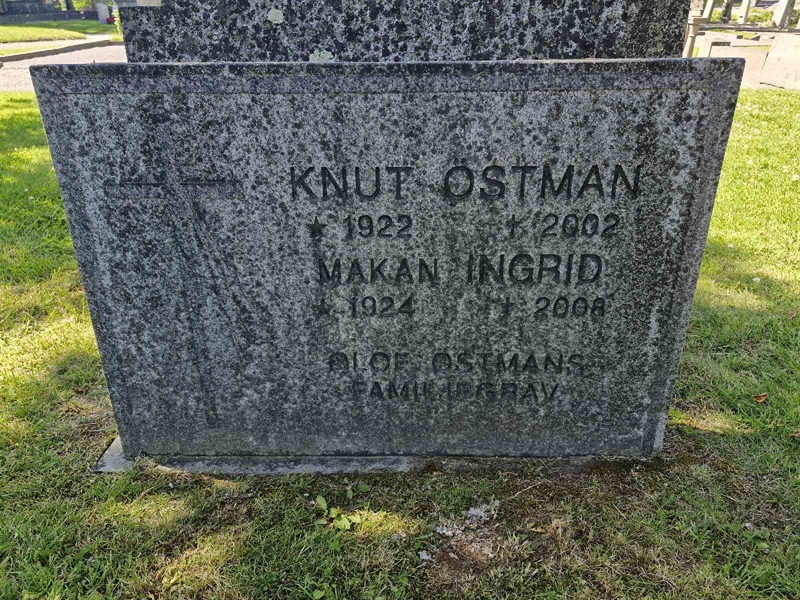 KNUT ÖSTMAN
★ 1922 † 2002
MAKAN INGRID
★ 1924 † 2008
OLOF ÖSTMANS
FAMILJEGRAV